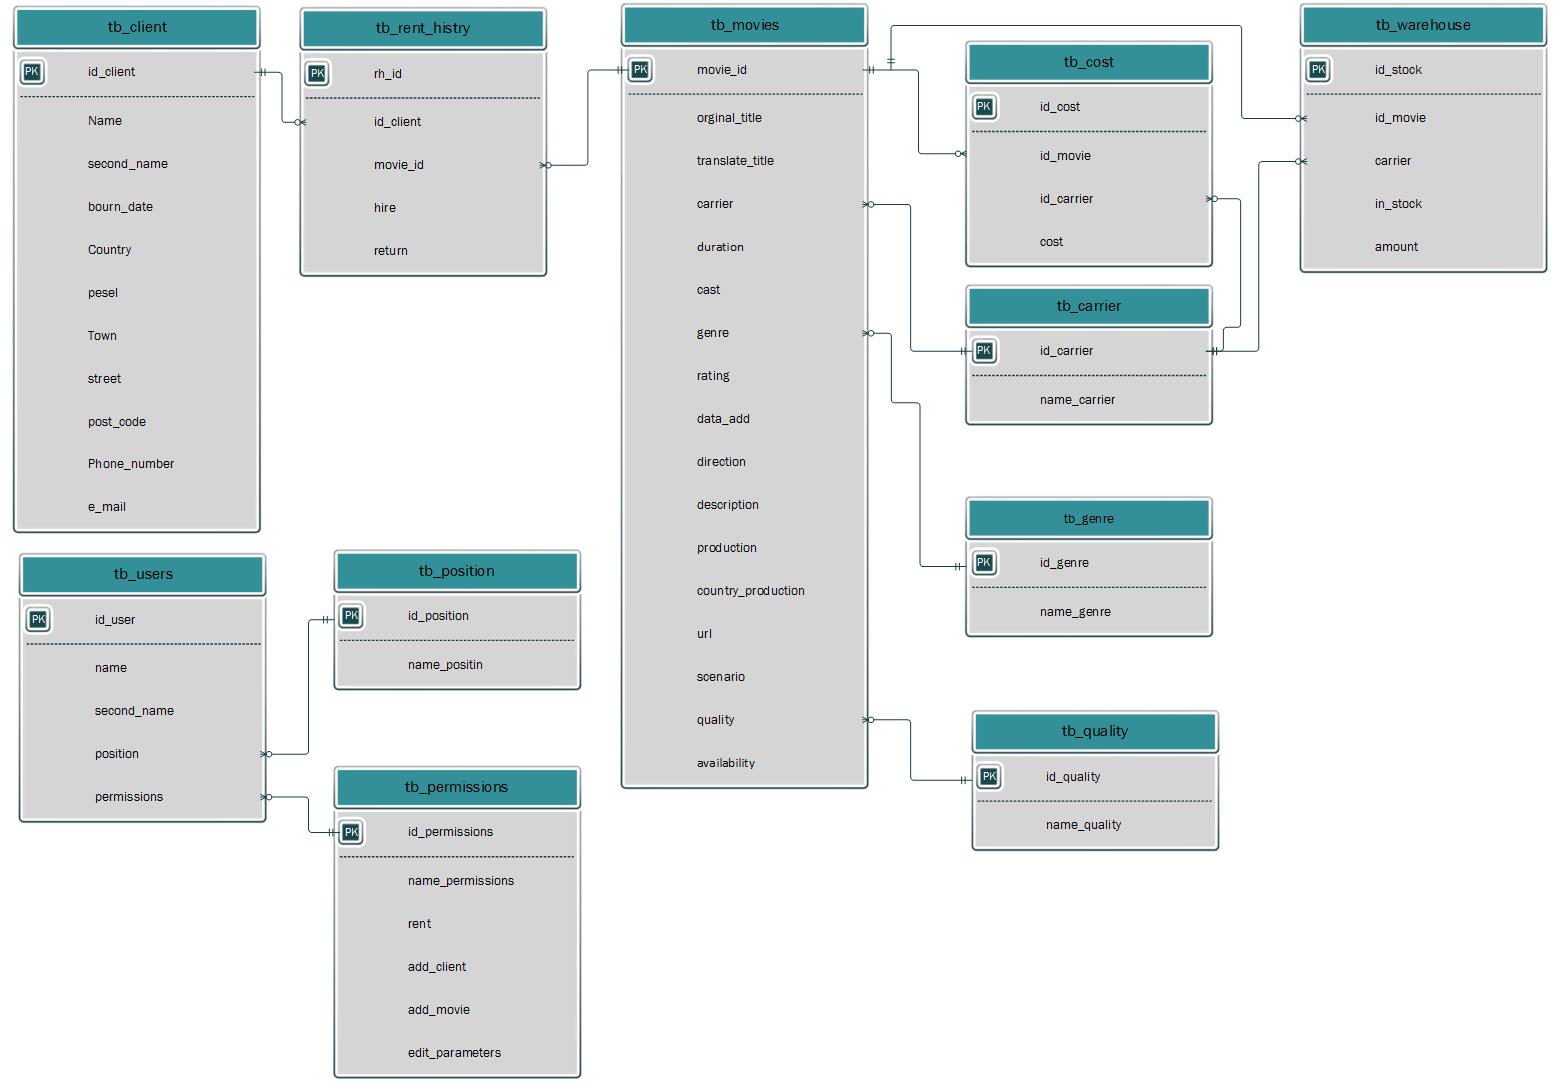 tb_client
PK id_client
Name
second_name
bourn_date
Country
pesel
Town
street
post_code
Phone_number
e_mail
tb_rent_histry
PK rh_id
id_client
movie_id
hire
return
tb_movies
PK movie_id
orginal_title
translate_title
carrier
duration
cast
genre
rating
data_add
direction
description
production
country_production
url
scenario
quality
availability
tb_cost
PK id_cost
id_movie
id_carrier
cost
tb_warehouse
PK id_stock
id_movie
carrier
in_stock
amount
tb_carrier
PK id_carrier
name_carrier
tb_genre
PK id_genre
name_genre
tb_quality
PK id_quality
name_quality
tb_users
PK id_user
name
second_name
position
permissions
tb_position
PK id_position
name_positin
tb_permissions
PK id_permissions
name_permissions
rent
add_client
add_movie
edit_parameters